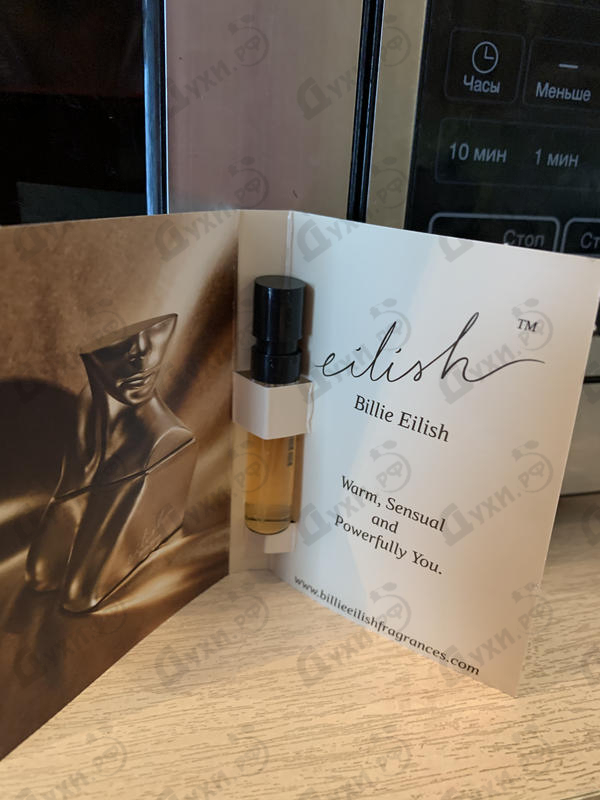 Часы
Меньше
10 мин 1 мин
Стоп
eilish™
Billie Eilish
Warm, Sensual
and
Powerfully You.
www.billieeilishfragrances.com
Духи.рф